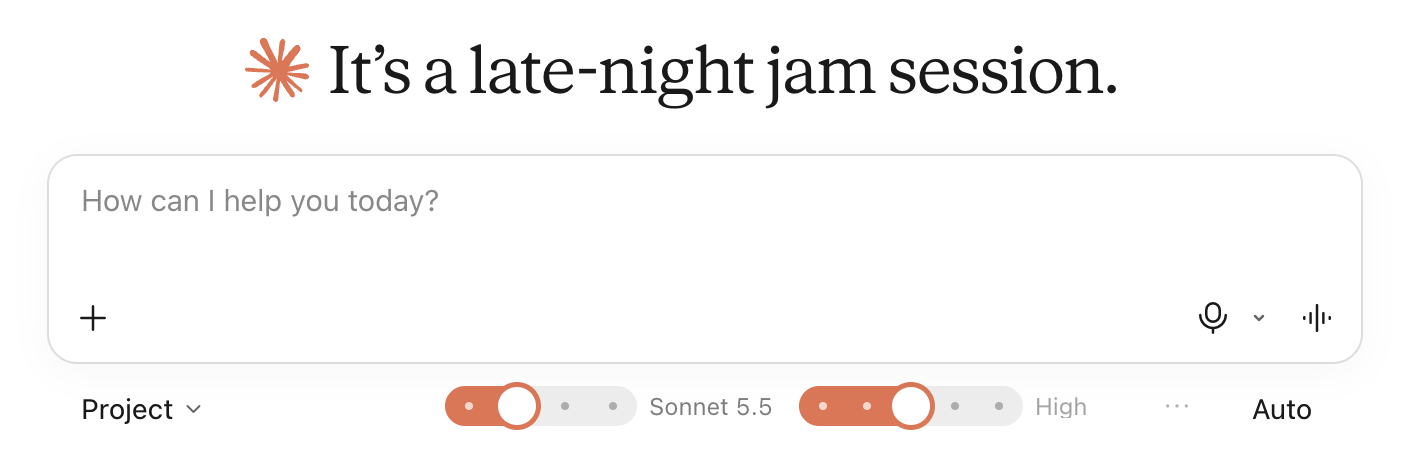 It’s a late-night jam session.
How can I help you today?
Project Sonnet 5.5 High ··· Auto